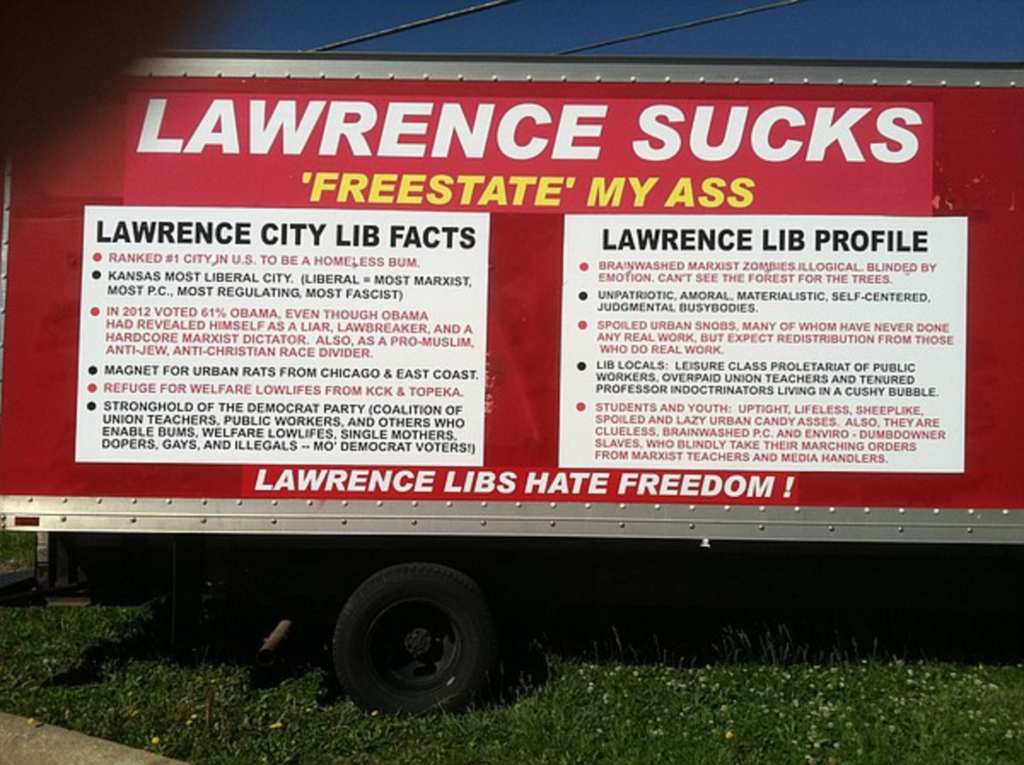 LAWRENCE SUCKS
'FREESTATE' MY ASS
LAWRENCE CITY LIB FACTS
• RANKED #1 CITY IN U.S. TO BE A HOMELESS BUM.
• KANSAS MOST LIBERAL CITY. (LIBERAL = MOST MARXIST,
MOST P.C., MOST REGULATING, MOST FASCIST)
• IN 2012 VOTED 61% OBAMA, EVEN THOUGH OBAMA
HAD REVEALED HIMSELF AS A LIAR, LAWBREAKER, AND A
HARDCORE MARXIST DICTATOR. ALSO, AS A PRO-MUSLIM,
ANTI-JEW, ANTI-CHRISTIAN RACE DIVIDER.
• MAGNET FOR URBAN RATS FROM CHICAGO & EAST COAST.
• REFUGE FOR WELFARE LOWLIFES FROM KCK & TOPEKA.
• STRONGHOLD OF THE DEMOCRAT PARTY (COALITION OF
UNION TEACHERS, PUBLIC WORKERS, AND OTHERS WHO
ENABLE BUMS, WELFARE LOWLIFES, SINGLE MOTHERS,
DOPERS, GAYS, AND ILLEGALS -- MO' DEMOCRAT VOTERS!)
LAWRENCE LIB PROFILE
• BRAINWASHED MARXIST ZOMBIES.ILLOGICAL. BLINDED BY
EMOTION. CAN'T SEE THE FOREST FOR THE TREES.
• UNPATRIOTIC, AMORAL, MATERIALISTIC, SELF-CENTERED,
JUDGMENTAL BUSYBODIES.
• SPOILED URBAN SNOBS, MANY OF WHOM HAVE NEVER DONE
ANY REAL WORK, BUT EXPECT REDISTRIBUTION FROM THOSE
WHO DO REAL WORK.
• LIB LOCALS: LEISURE CLASS PROLETARIAT OF PUBLIC
WORKERS, OVERPAID UNION TEACHERS AND TENURED
PROFESSOR INDOCTRINATORS LIVING IN A CUSHY BUBBLE.
• STUDENTS AND YOUTH: UPTIGHT, LIFELESS, SHEEPLIKE,
SPOILED AND LAZY URBAN CANDY ASSES. ALSO, THEY ARE
CLUELESS, BRAINWASHED P.C. AND ENVIRO - DUMBDOWNER
SLAVES, WHO BLINDLY TAKE THEIR MARCHING ORDERS
FROM MARXIST TEACHERS AND MEDIA HANDLERS.
LAWRENCE LIBS HATE FREEDOM !